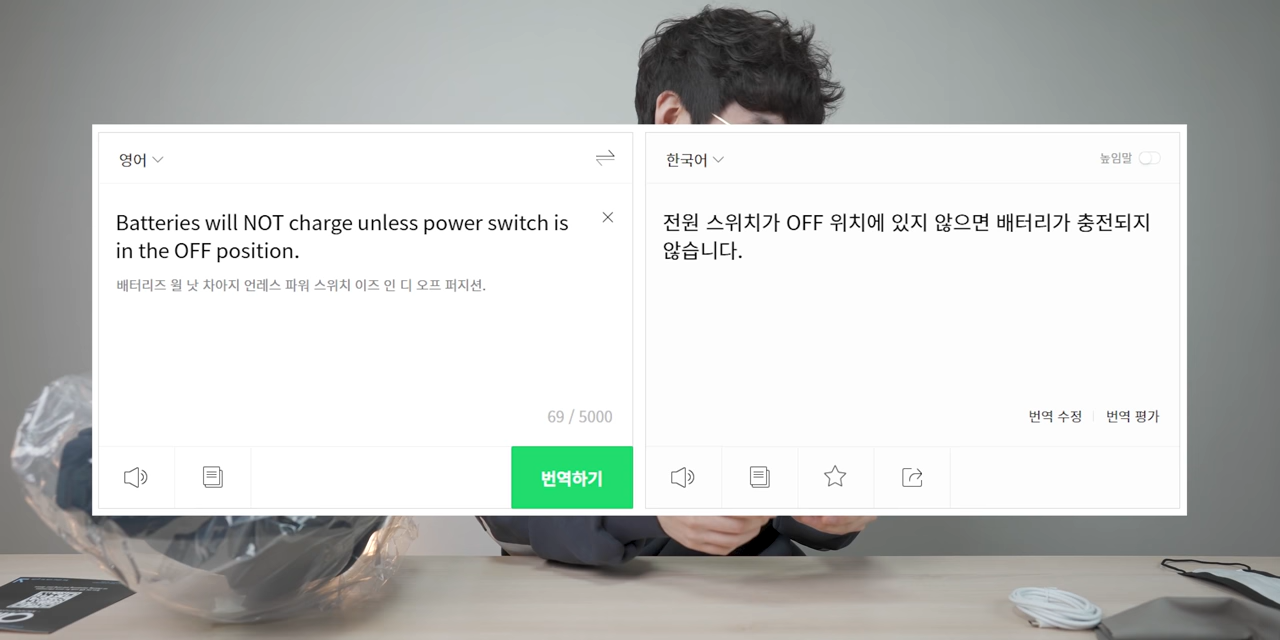 영어
Batteries will NOT charge unless power switch is
in the OFF position.
배터리즈 윌 낫 차아지 언레스 파워 스위치 이즈 인 디 오프 퍼지션.
69 / 5000
번역하기
한국어
높임말
전원 스위치가 OFF 위치에 있지 않으면 배터리가 충전되지
않습니다.
번역 수정
번역 평가